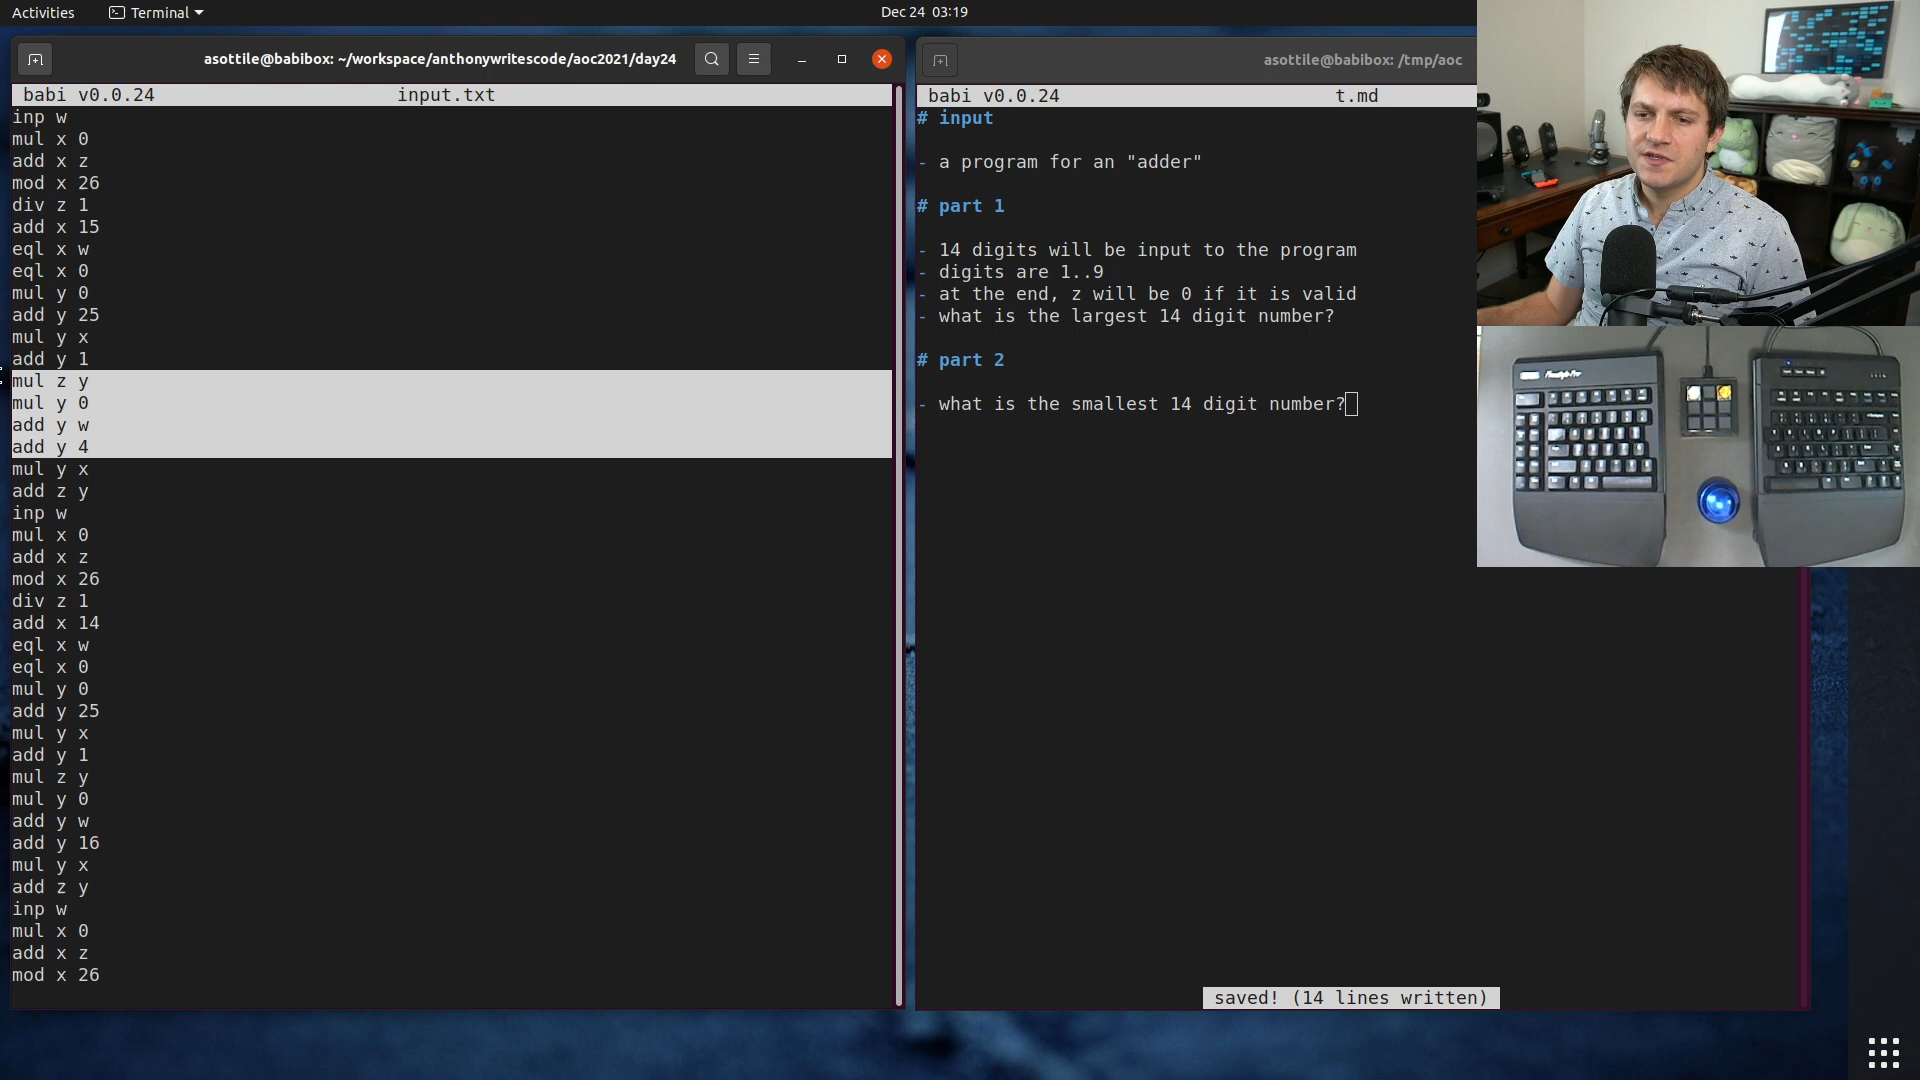 Activities
Terminal
Dec 24 03:19
asottile@babibox: ~/workspace/anthonywritescode/aoc2021/day24
babi v0.0.24 input.txt
inp w
mul x 0
add x z
mod x 26
div z 1
add x 15
eql x w
eql x 0
mul y 0
add y 25
mul y x
add y 1
mul z y
mul y 0
add y w
add y 4
mul y x
add z y
inp w
mul x 0
add x z
mod x 26
div z 1
add x 14
eql x w
eql x 0
mul y 0
add y 25
mul y x
add y 1
mul z y
mul y 0
add y w
add y 16
mul y x
add z y
inp w
mul x 0
add x z
mod x 26
asottile@babibox: /tmp/aoc
babi v0.0.24 t.md
# input
- a program for an "adder"
# part 1
- 14 digits will be input to the program
- digits are 1..9
- at the end, z will be 0 if it is valid
- what is the largest 14 digit number?
# part 2
- what is the smallest 14 digit number?
saved! (14 lines written)